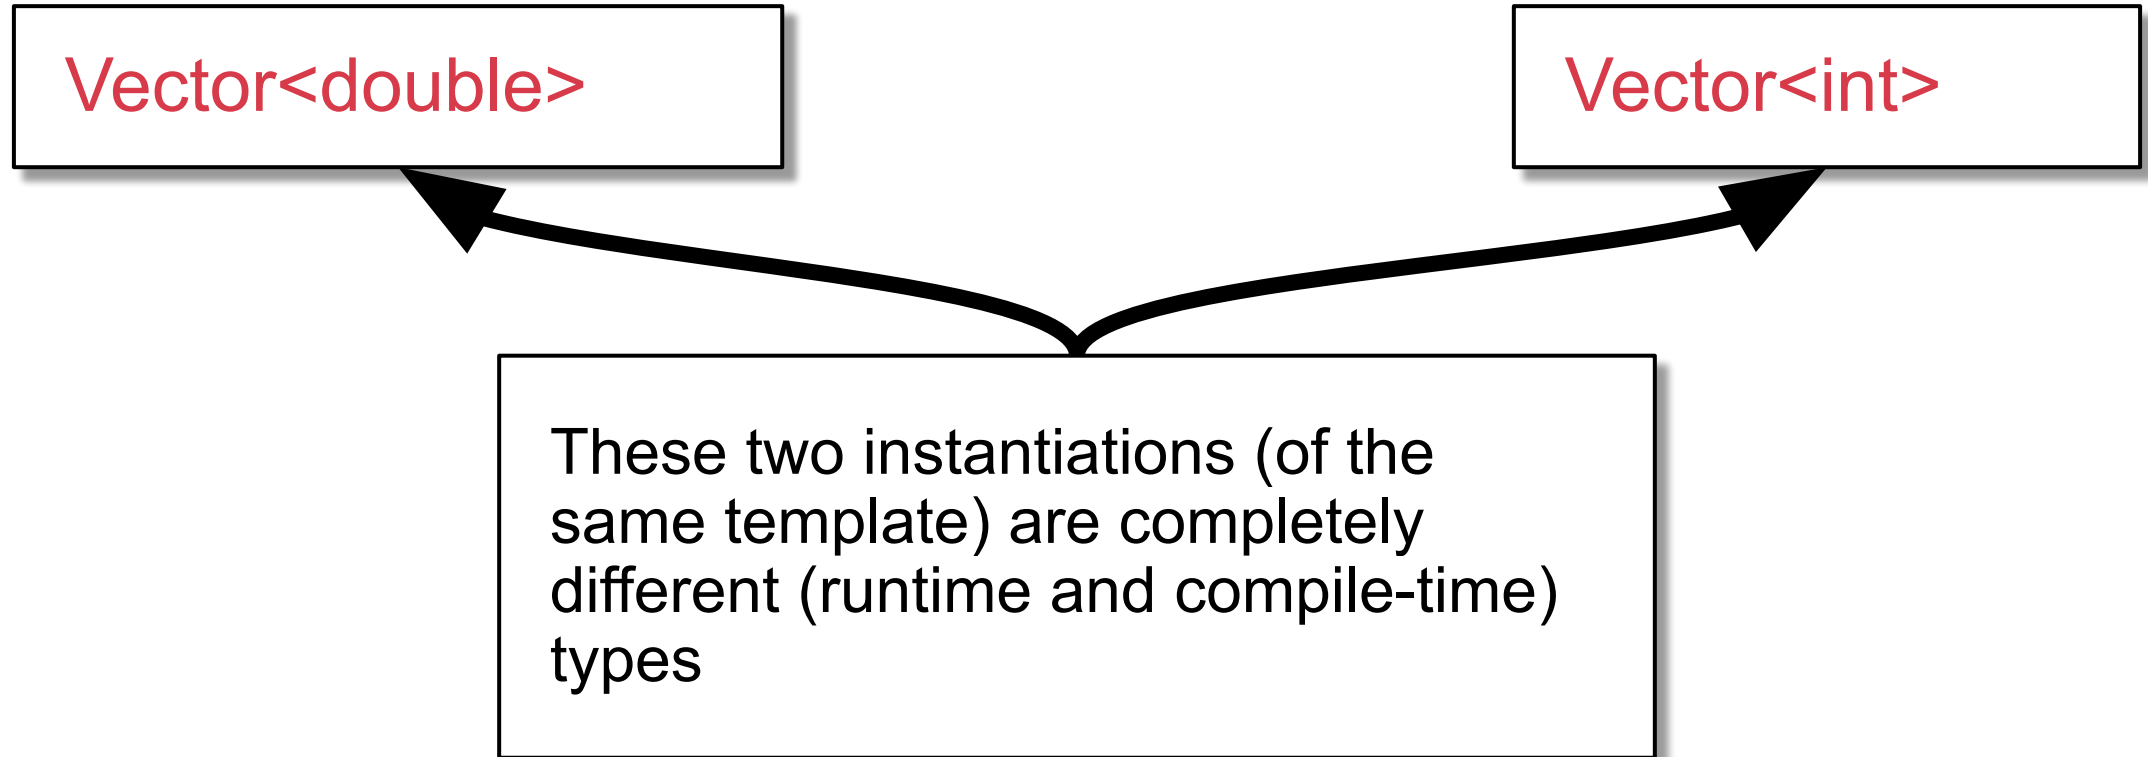 Vector<double>
Vector<int>
These two instantiations (of the
same template) are completely
different (runtime and compile-time)
types